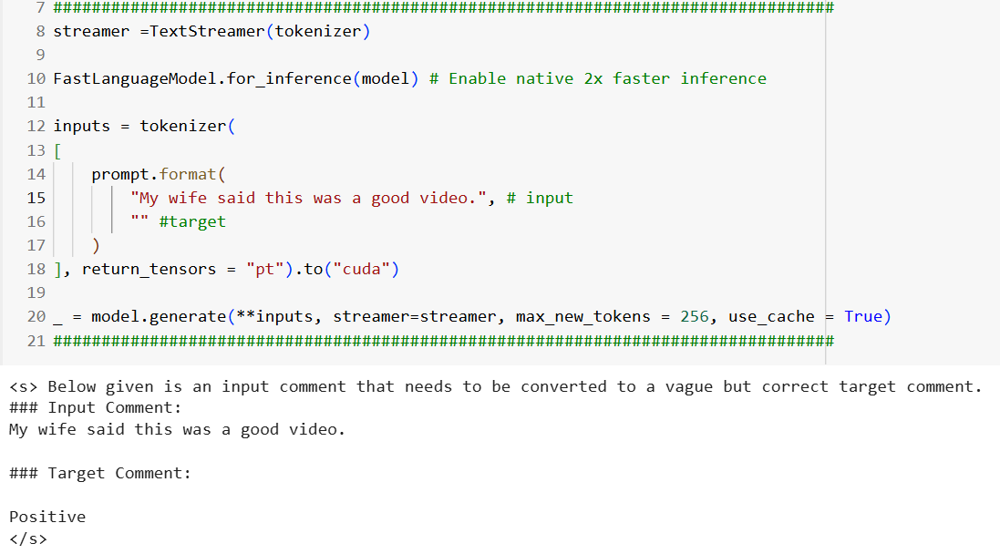 7 #################################################################################
8 streamer =TextStreamer(tokenizer)
9
10 FastLanguageModel.for_inference(model) # Enable native 2x faster inference
11
12 inputs = tokenizer(
13 [
14     prompt.format(
15         "My wife said this was a good video.", # input
16         "" #target
17     )
18 ], return_tensors = "pt").to("cuda")
19
20 _ = model.generate(**inputs, streamer=streamer, max_new_tokens = 256, use_cache = True)
21 #################################################################################
<s> Below given is an input comment that needs to be converted to a vague but correct target comment.
### Input Comment:
My wife said this was a good video.

### Target Comment:

Positive
</s>